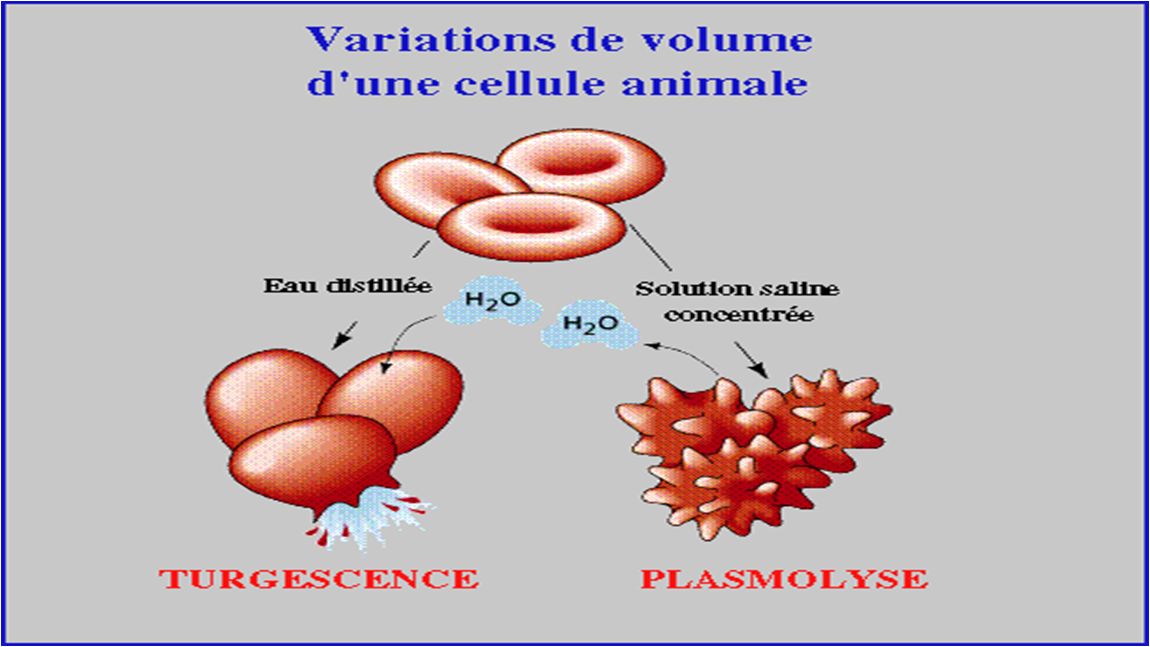 Variations de volume
d'une cellule animale
Eau distillée
H₂O
H₂O
Solution saline
concentrée
TURGESCENCE
PLASMOLYSE